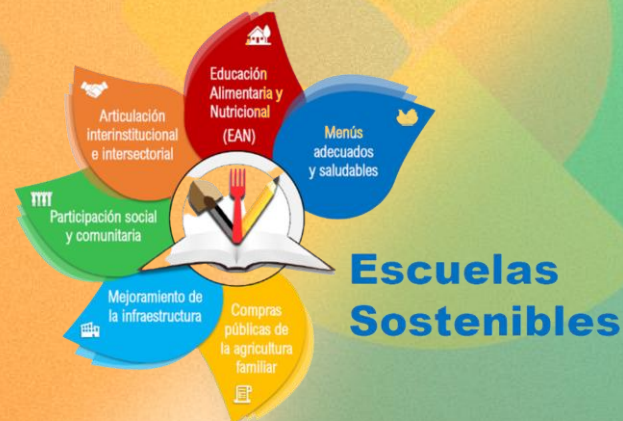 Educación
Alimentaria y
Nutricional
(EAN)
Menús
adecuados
y saludables
Articulación
interinstitucional
e intersectorial
Participación social
y comunitaria
Mejoramiento de
la infraestructura
Compras
públicas de
la agricultura
familiar
Escuelas
Sostenibles